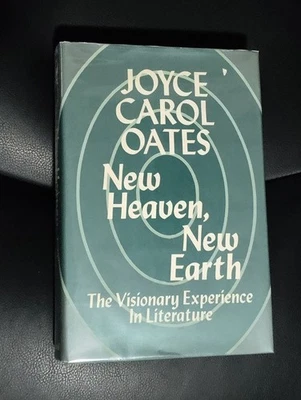 JOYCE
CAROL
OATES
New
Heaven,
New
Earth
The Visionary Experience
In Literature